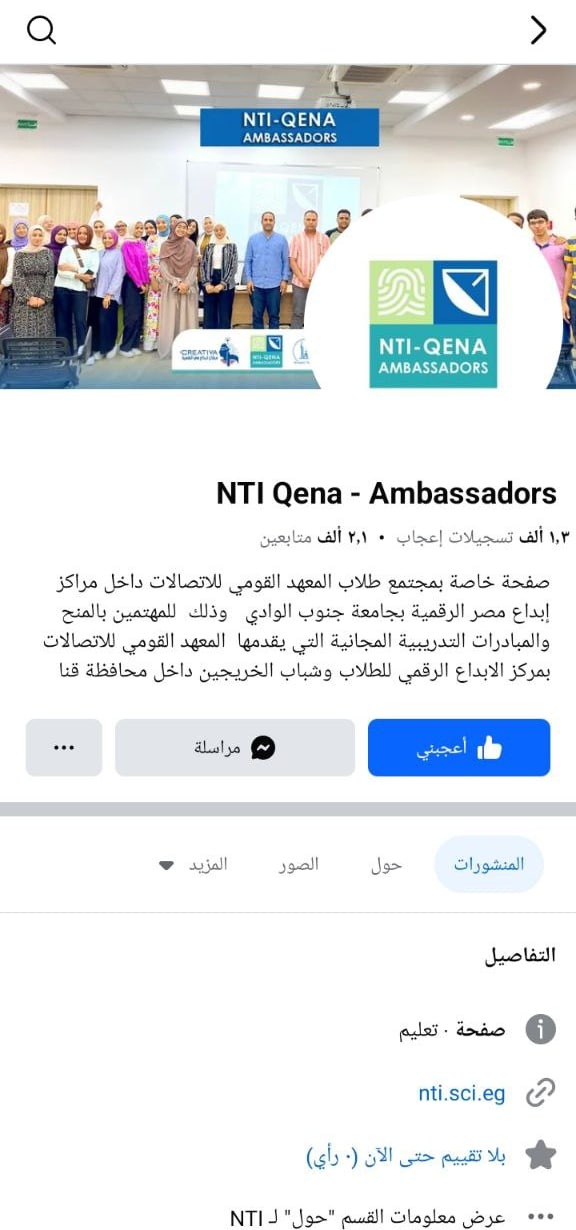 NTI-QENA
AMBASSADORS
CREATIVA
NTI-QENA
AMBASSADORS
NTI-QENA
AMBASSADORS
NTI Qena - Ambassadors
١,٣ ألف تسجيلات إعجاب • ٢,١ ألف متابعين
صفحة خاصة بمجتمع طلاب المعهد القومي للاتصالات داخل مراكز
إبداع مصر الرقمية بجامعة جنوب الوادي وذلك للمهتمين بالمنح
والمبادرات التدريبية المجانية التي يقدمها المعهد القومي للاتصالات
بمركز الابداع الرقمي للطلاب وشباب الخريجين داخل محافظة قنا
أعجبني
مراسلة
المنشورات
حول
الصور
المزيد
التفاصيل
صفحة · تعليم
nti.sci.eg
بلا تقييم حتى الآن (٠ رأي)
عرض معلومات القسم "حول" لـ NTI